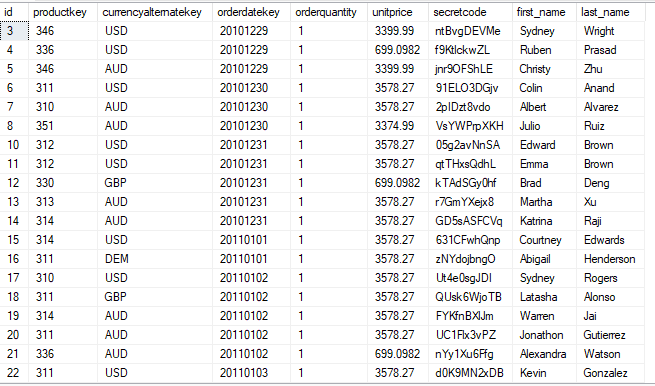 id productkey currencyalternatekey orderdatekey orderquantity unitprice secretcode first_name last_name
3 346 USD 20101229 1 3399.99 ntBvgDEVMe Sydney Wright
4 336 USD 20101229 1 699.0982 f9KtlckwZL Ruben Prasad
5 346 AUD 20101229 1 3399.99 jnr9OFShLE Christy Zhu
6 311 USD 20101230 1 3578.27 91ELO3DGjv Colin Anand
7 310 AUD 20101230 1 3578.27 2pIDzt8vdo Albert Alvarez
8 351 AUD 20101230 1 3374.99 VsYWPrpXKH Julio Ruiz
10 312 USD 20101231 1 3578.27 05g2avNnSA Edward Brown
11 312 USD 20101231 1 3578.27 qtTHxsQdhL Emma Brown
12 330 GBP 20101231 1 699.0982 kTAdSGy0hf Brad Deng
13 313 AUD 20101231 1 3578.27 r7GmYXejx8 Martha Xu
14 314 AUD 20101231 1 3578.27 GD5sASFCVq Katrina Raji
15 314 USD 20110101 1 3578.27 631CFwhQnp Courtney Edwards
16 311 DEM 20110101 1 3578.27 zNYdojbngO Abigail Henderson
17 310 USD 20110102 1 3578.27 Ut4e0sgJDI Sydney Rogers
18 311 GBP 20110102 1 3578.27 QUsk6WjoTB Latasha Alonso
19 314 AUD 20110102 1 3578.27 FYKfnBXlJm Warren Jai
20 311 AUD 20110102 1 3578.27 UC1Flx3vPZ Jonathon Gutierrez
21 336 AUD 20110102 1 699.0982 nYy1Xu6Ffg Alexandra Watson
22 311 USD 20110103 1 3578.27 d0K9MN2xDB Kevin Gonzalez